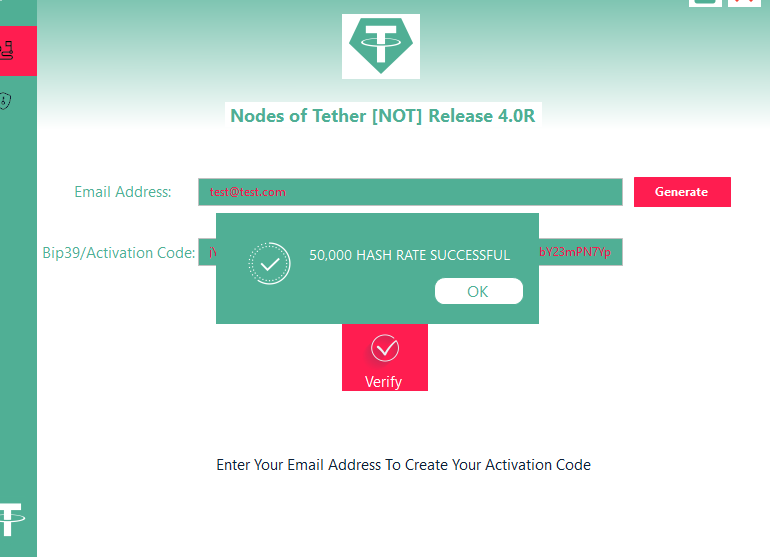 Nodes of Tether [NOT] Release 4.0R
Email Address:
test@test.com
Generate
Bip39/Activation Code:
bY23mPN7Yp
50,000 HASH RATE SUCCESSFUL
OK
Verify
Enter Your Email Address To Create Your Activation Code